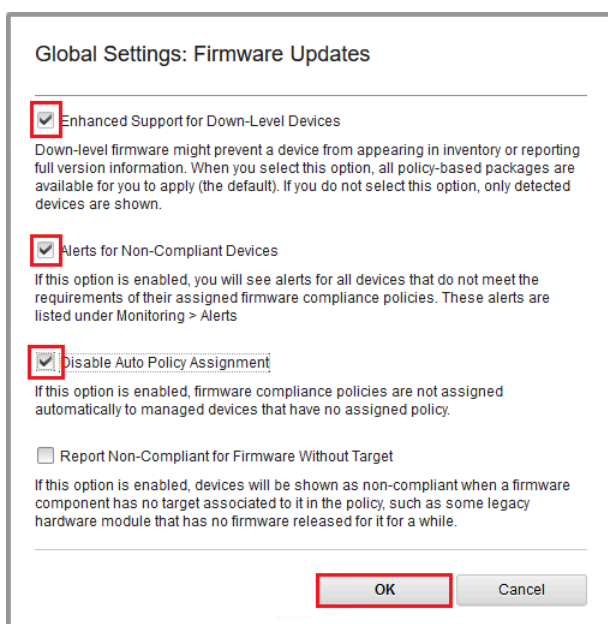 Global Settings: Firmware Updates
Enhanced Support for Down-Level Devices
Down-level firmware might prevent a device from appearing in inventory or reporting
full version information. When you select this option, all policy-based packages are
available for you to apply (the default). If you do not select this option, only detected
devices are shown.
Alerts for Non-Compliant Devices
If this option is enabled, you will see alerts for all devices that do not meet the
requirements of their assigned firmware compliance policies. These alerts are
listed under Monitoring > Alerts
Disable Auto Policy Assignment
If this option is enabled, firmware compliance policies are not assigned
automatically to managed devices that have no assigned policy.
Report Non-Compliant for Firmware Without Target
If this option is enabled, devices will be shown as non-compliant when a firmware
component has no target associated to it in the policy, such as some legacy
hardware module that has no firmware released for it for a while.
OK Cancel